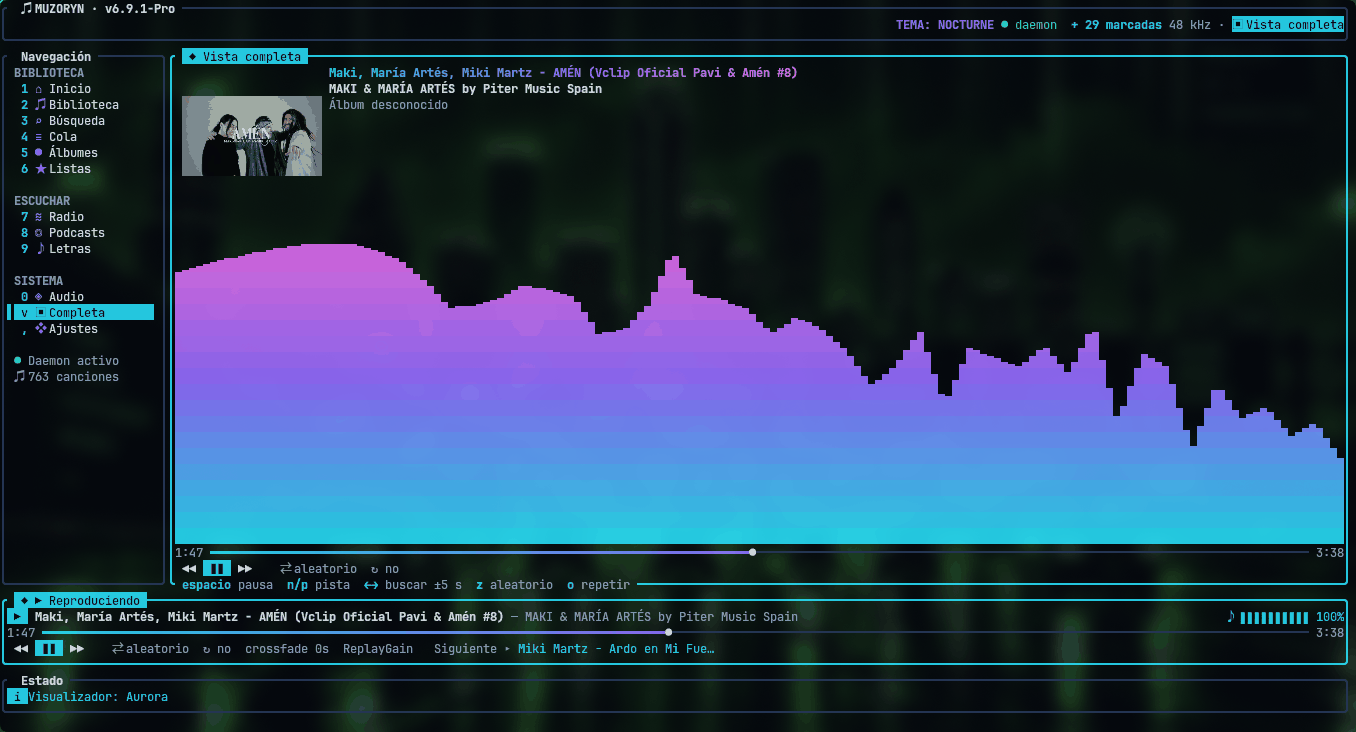 MUZORYN · v6.9.1-Pro
TEMA: NOCTURNE ● daemon + 29 marcadas 48 kHz · ▣ Vista completa
Navegación
BIBLIOTECA
1 ⌂ Inicio
2 ♫ Biblioteca
3 ⌕ Búsqueda
4 ≡ Cola
5 ● Álbumes
6 ★ Listas
ESCUCHAR
7 ≋ Radio
8 Podcasts
9 ♪ Letras
SISTEMA
0 ◈ Audio
v ▣ Completa
, ❖ Ajustes
● Daemon activo
♫ 763 canciones
◆ Vista completa
Maki, María Artés, Miki Martz - AMÉN (Vclip Oficial Pavi & Amén #8)
MAKI & MARÍA ARTÉS by Piter Music Spain
Álbum desconocido
AMÉN
1:47 3:38
⇄ aleatorio ↻ no
espacio pausa n/p pista ↔ buscar ±5 s z aleatorio o repetir
◆ ▶ Reproduciendo
▶ Maki, María Artés, Miki Martz - AMÉN (Vclip Oficial Pavi & Amén #8) — MAKI & MARÍA ARTÉS by Piter Music Spain ♪ 100%
1:47 3:38
⇄ aleatorio ↻ no crossfade 0s ReplayGain Siguiente ‣ Miki Martz - Ardo en Mi Fue…
Estado
i Visualizador: Aurora